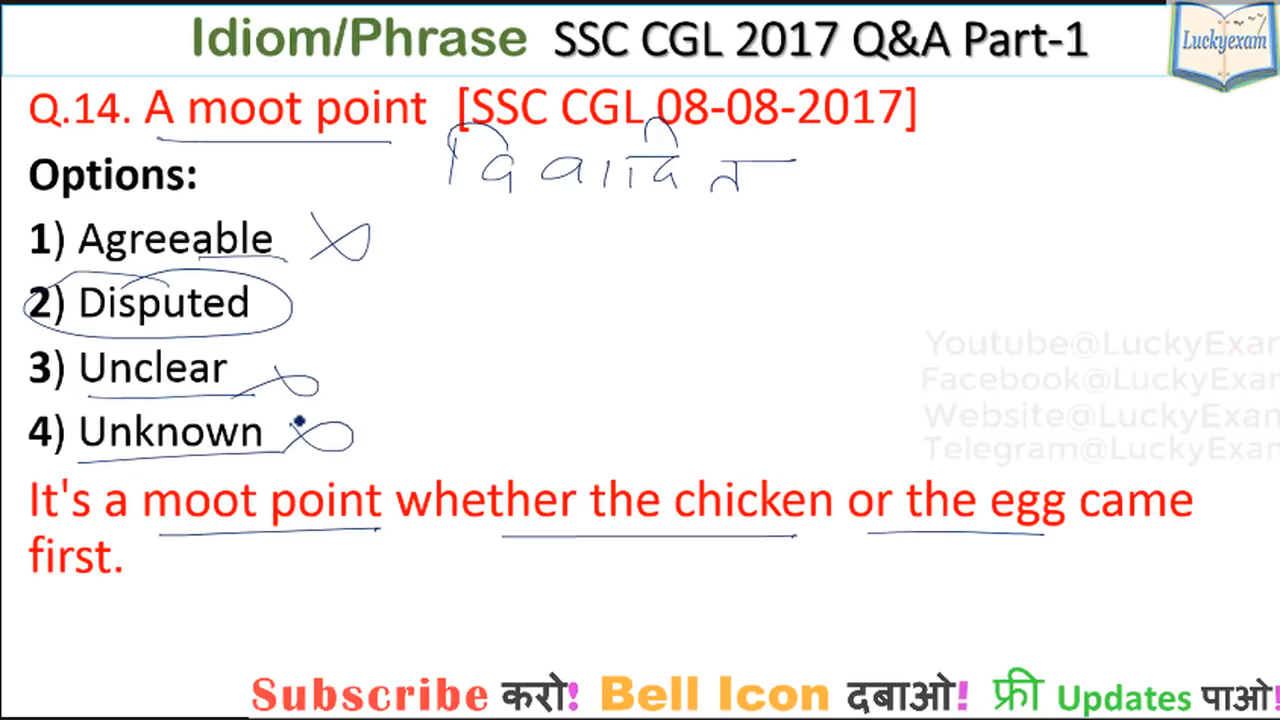 Idiom/Phrase SSC CGL 2017 Q&A Part-1
Luckyexam
Q.14. A moot point [SSC CGL 08-08-2017]
विवादित
Options:
1) Agreeable
2) Disputed
3) Unclear
4) Unknown
Youtube@LuckyExam
Facebook@LuckyExam
Website@LuckyExam
Telegram@LuckyExam
It's a moot point whether the chicken or the egg came
first.
Subscribe करो! Bell Icon दबाओ! फ्री Updates पाओ!